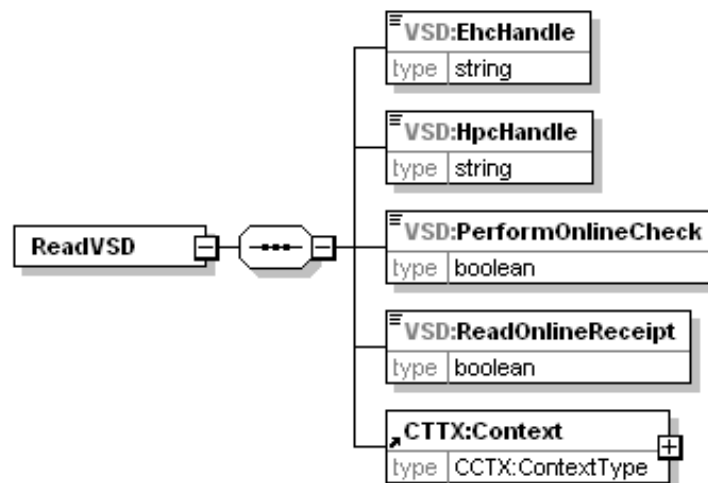 VSD:EhcHandle
type string
VSD:HpcHandle
type string
ReadVSD
VSD:PerformOnlineCheck
type boolean
VSD:ReadOnlineReceipt
type boolean
CTTX:Context
type CCTX:ContextType